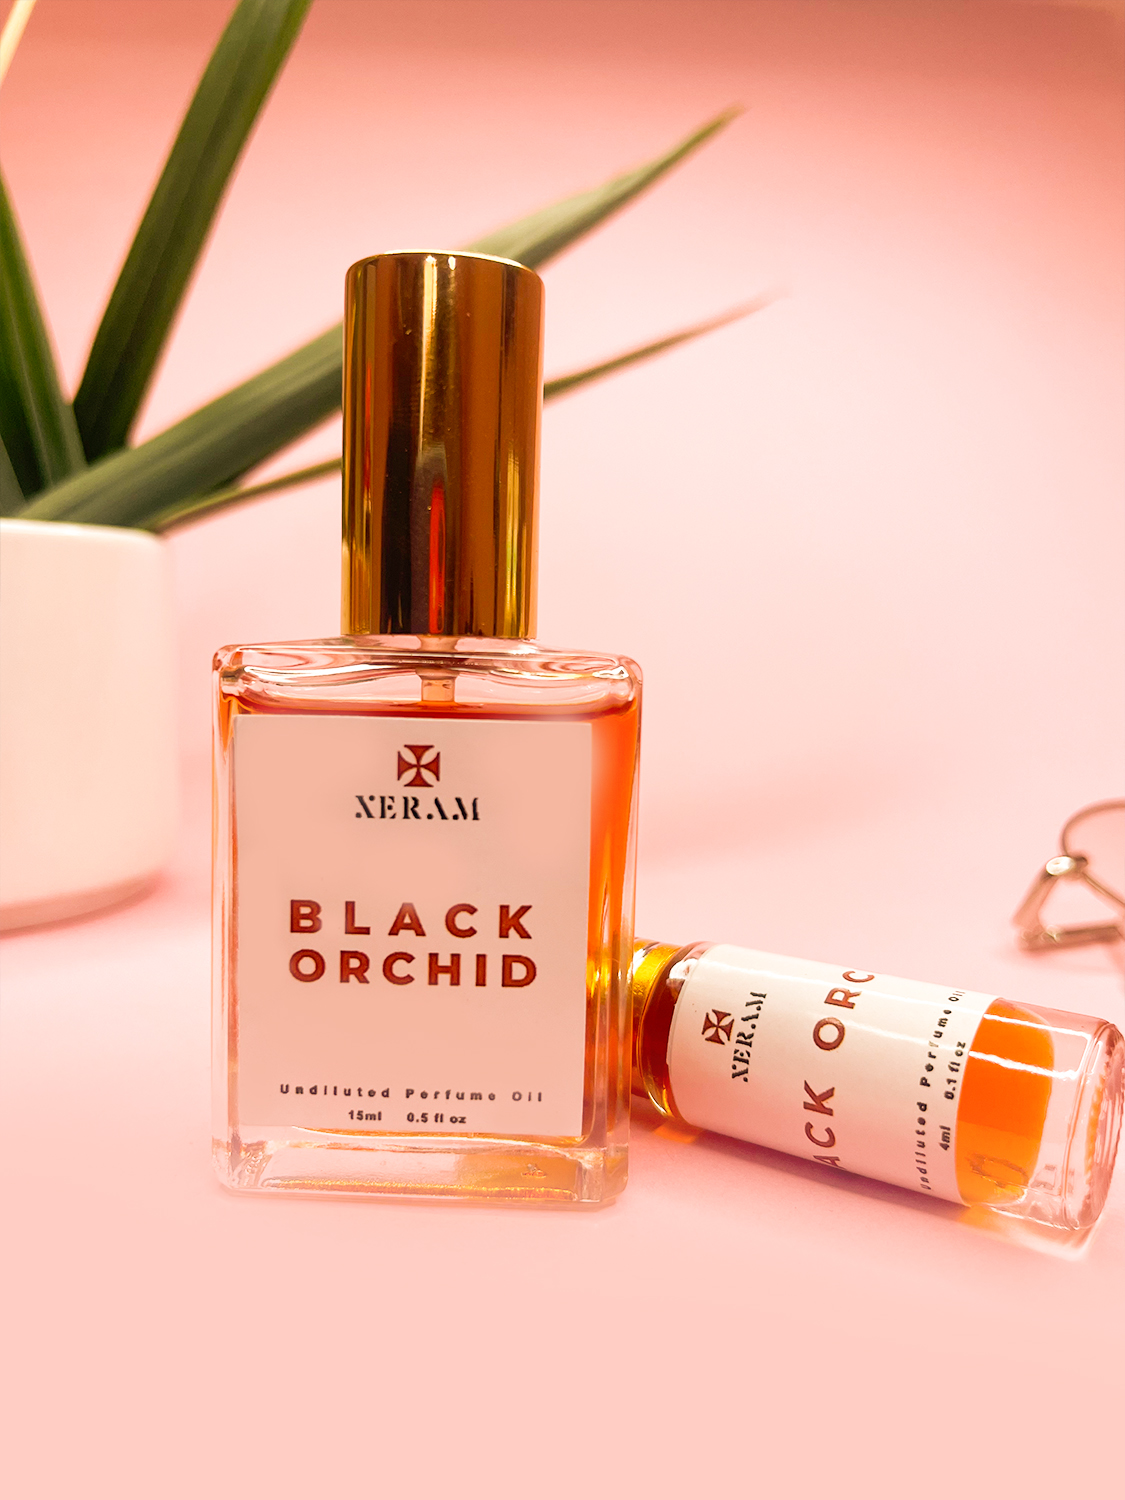 XERAM
BLACK
ORCHID
Undiluted Perfume Oil
15ml 0.5 fl oz
XERAM
ACK ORC
Undiluted Perfume Oil
4ml 0.1 fl oz